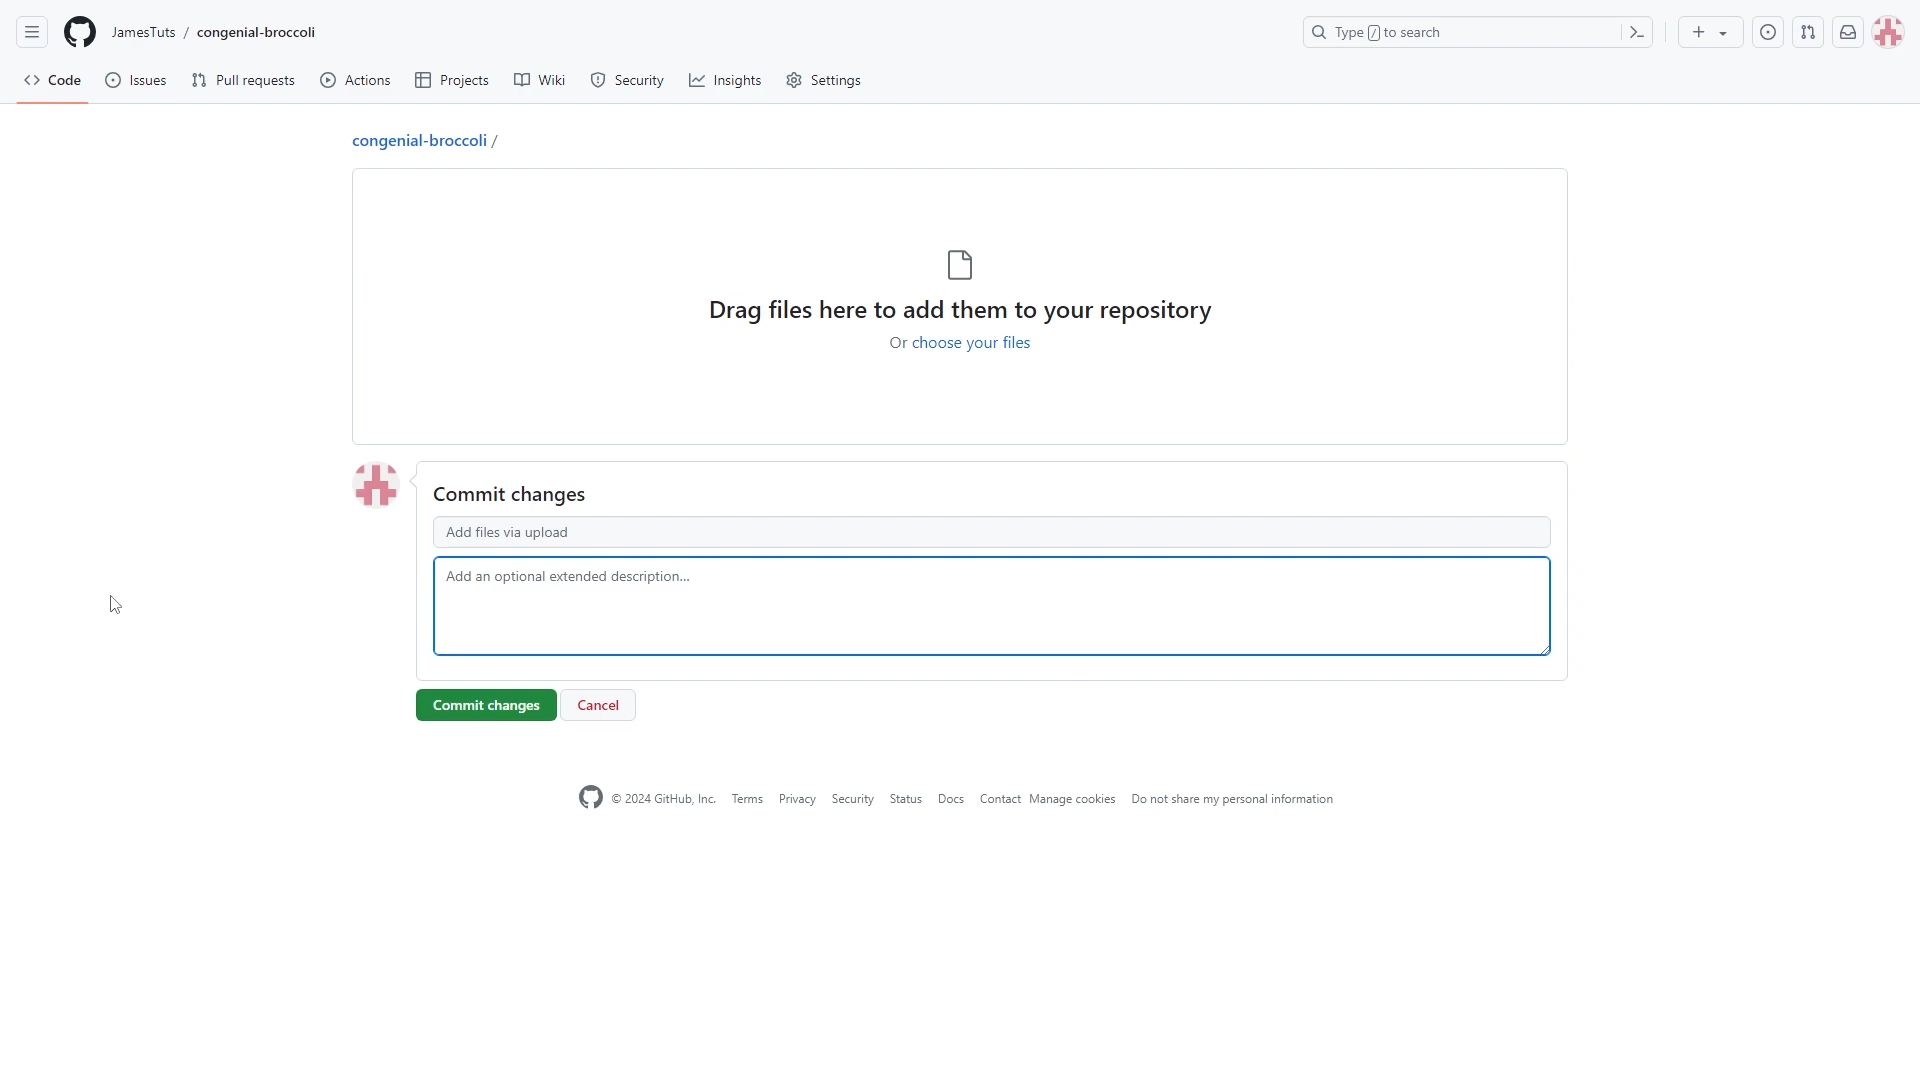 JamesTuts / congenial-broccoli
Type / to search
Code Issues Pull requests Actions Projects Wiki Security Insights Settings
congenial-broccoli /
Drag files here to add them to your repository
Or choose your files
Commit changes
Add files via upload
Add an optional extended description...
Commit changes Cancel
© 2024 GitHub, Inc. Terms Privacy Security Status Docs Contact Manage cookies Do not share my personal information